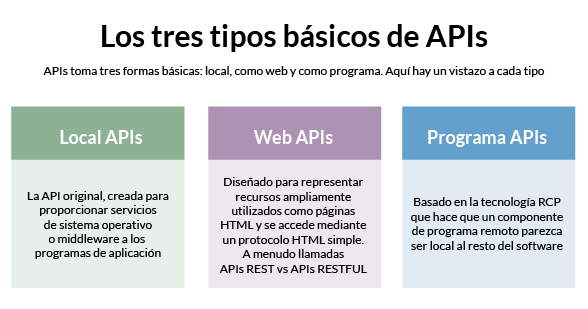 Los tres tipos básicos de APIs
APIs toma tres formas básicas: local, como web y como programa. Aquí hay un vistazo a cada tipo
Local APIs
La API original, creada para
proporcionar servicios
de sistema operativo
o middleware a los
programas de aplicación
Web APIs
Diseñado para representar
recursos ampliamente
utilizados como páginas
HTML y se accede mediante
un protocolo HTML simple.
A menudo llamadas
APIs REST vs APIs RESTFUL
Programa APIs
Basado en la tecnología RCP
que hace que un componente
de programa remoto parezca
ser local al resto del software